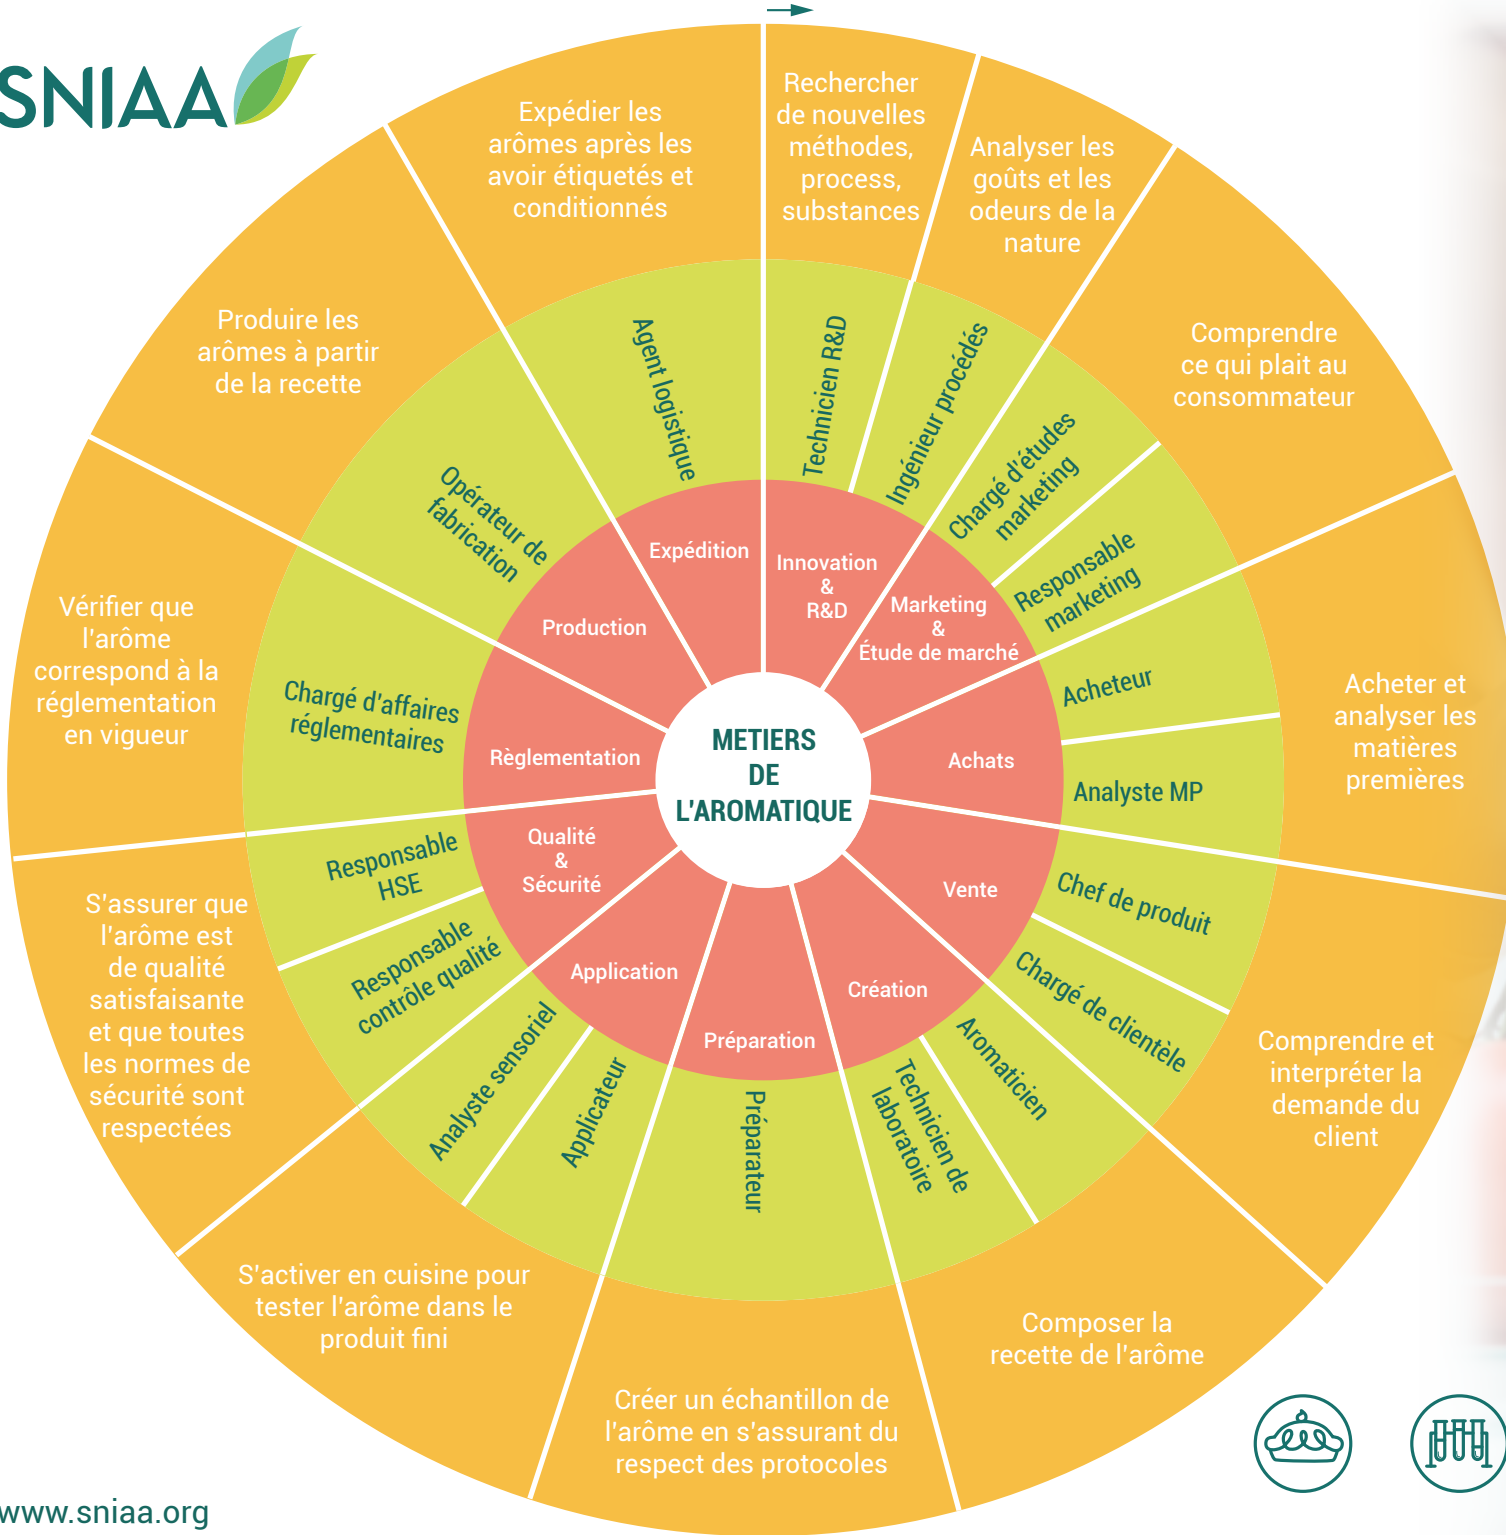 SNIAA
METIERS
DE
L'AROMATIQUE
Innovation
&
R&D
Technicien R&D
Ingénieur procédés
Rechercher
de nouvelles
méthodes,
process,
substances
Analyser les
goûts et les
odeurs de la
nature
Marketing
&
Étude de marché
Chargé d'études
marketing
Responsable
marketing
Comprendre
ce qui plait au
consommateur
Achats
Acheteur
Analyste MP
Acheter et
analyser les
matières
premières
Vente
Chef de produit
Chargé de clientèle
Comprendre et
interpréter la
demande du
client
Création
Aromaticien
Technicien de
laboratoire
Composer la
recette de l'arôme
Préparation
Préparateur
Créer un échantillon de
l'arôme en s'assurant du
respect des protocoles
Application
Applicateur
Analyste sensoriel
S'activer en cuisine pour
tester l'arôme dans le
produit fini
Qualité
&
Sécurité
Responsable
contrôle qualité
Responsable
HSE
S'assurer que
l'arôme est
de qualité
satisfaisante
et que toutes
les normes de
sécurité sont
respectées
Règlementation
Chargé d'affaires
réglementaires
Vérifier que
l'arôme
correspond à la
réglementation
en vigueur
Production
Opérateur de
fabrication
Produire les
arômes à partir
de la recette
Expédition
Agent logistique
Expédier les
arômes après les
avoir étiquetés et
conditionnés
www.sniaa.org